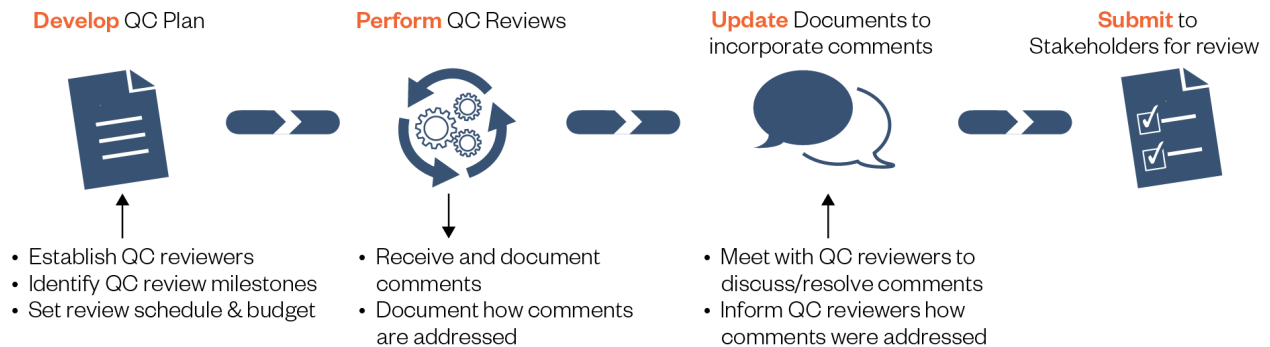 Develop QC Plan
Perform QC Reviews
Update Documents to
incorporate comments
Submit to
Stakeholders for review
• Establish QC reviewers
• Identify QC review milestones
• Set review schedule & budget
• Receive and document
comments
• Document how comments
are addressed
• Meet with QC reviewers to
discuss/resolve comments
• Inform QC reviewers how
comments were addressed